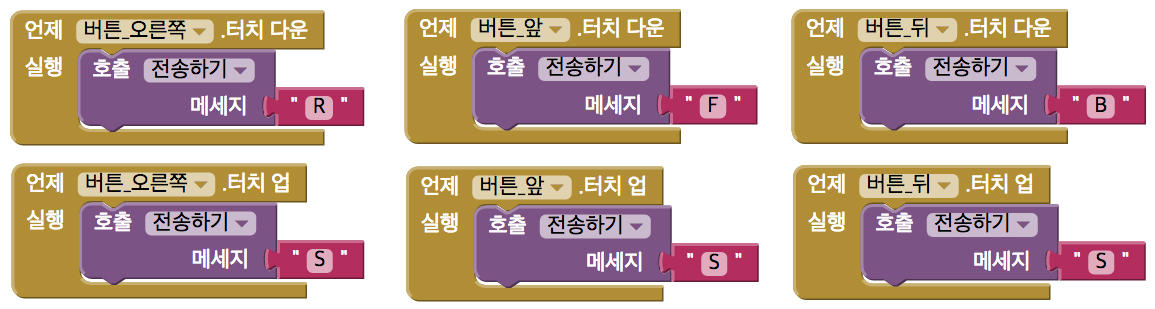 언제 버튼_오른쪽 .터치 다운
실행 호출 전송하기
메세지 " R "
언제 버튼_앞 .터치 다운
실행 호출 전송하기
메세지 " F "
언제 버튼_뒤 .터치 다운
실행 호출 전송하기
메세지 " B "
언제 버튼_오른쪽 .터치 업
실행 호출 전송하기
메세지 " S "
언제 버튼_앞 .터치 업
실행 호출 전송하기
메세지 " S "
언제 버튼_뒤 .터치 업
실행 호출 전송하기
메세지 " S "